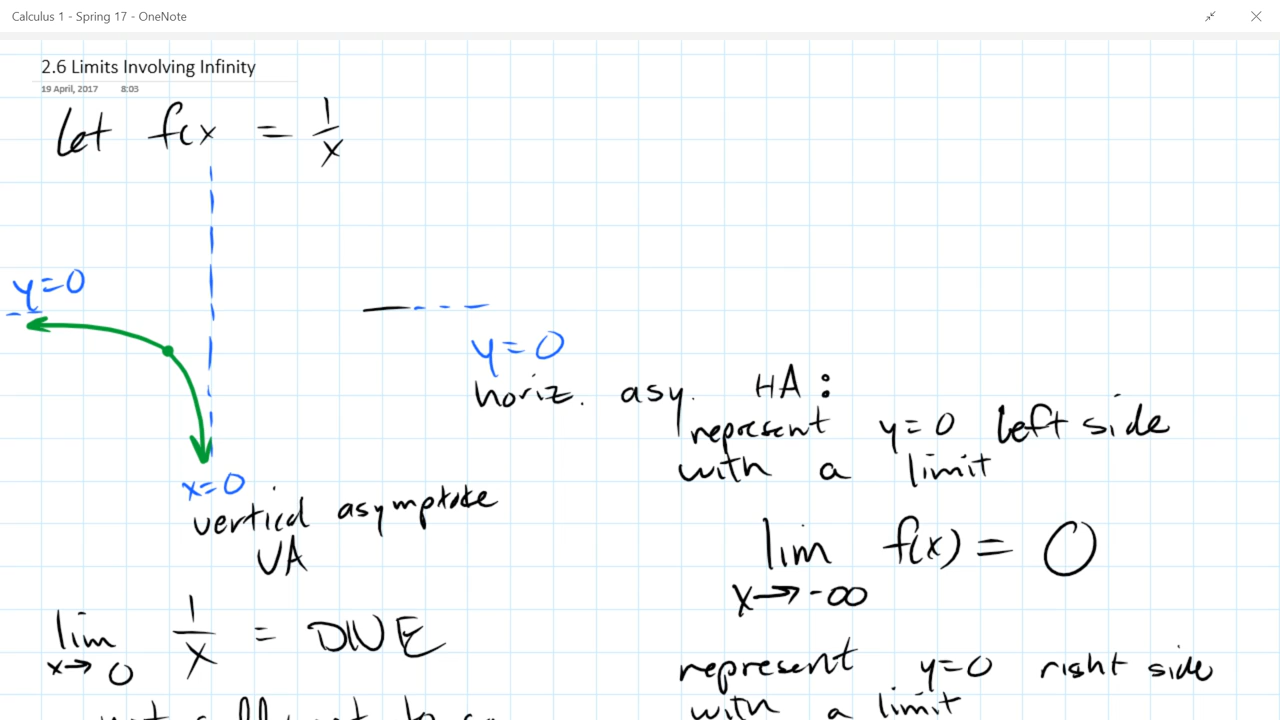 Calculus 1 - Spring 17 - OneNote
2.6 Limits Involving Infinity
19 April, 2017 8:03
Let f(x = 1/x
y=0
y=0
horiz. asy. HA:
represent y=0 left side
with a limit
x=0
vertical asymptote
VA
lim x→-∞ f(x) = 0
lim x→0 1/x = DNE
represent y=0 right side
with a limit